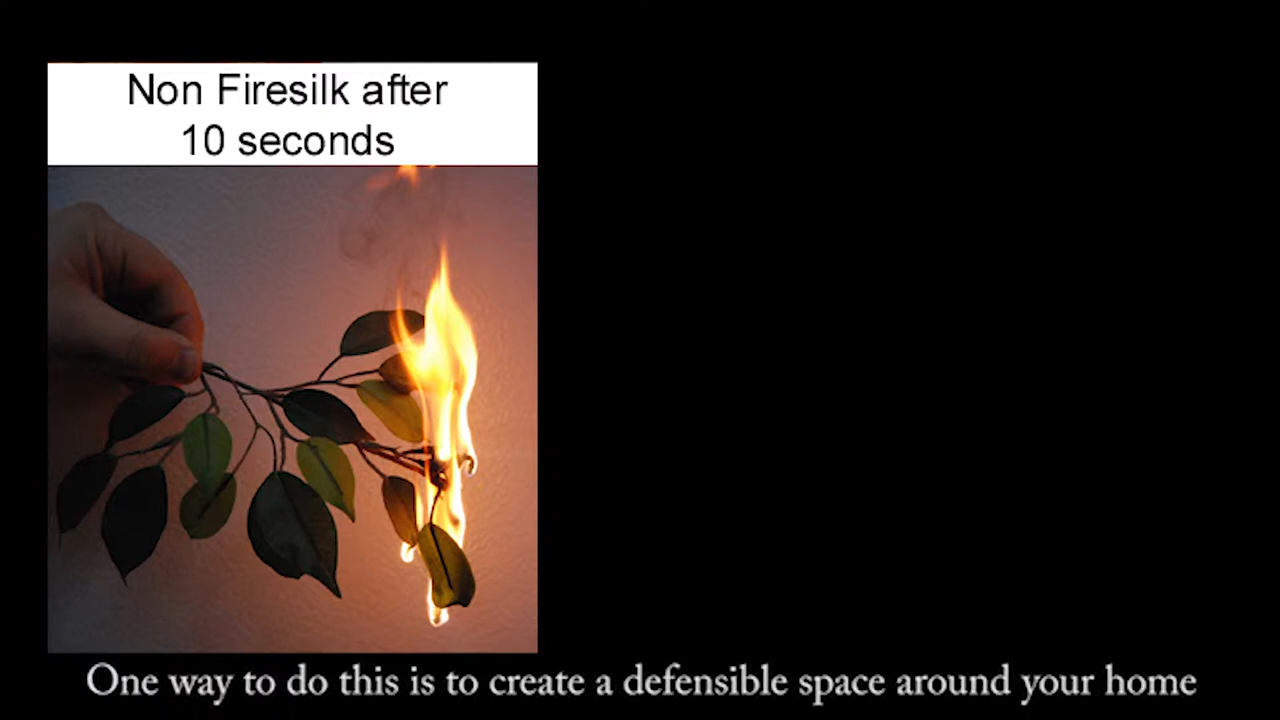 Non Firesilk after
10 seconds
One way to do this is to create a defensible space around your home